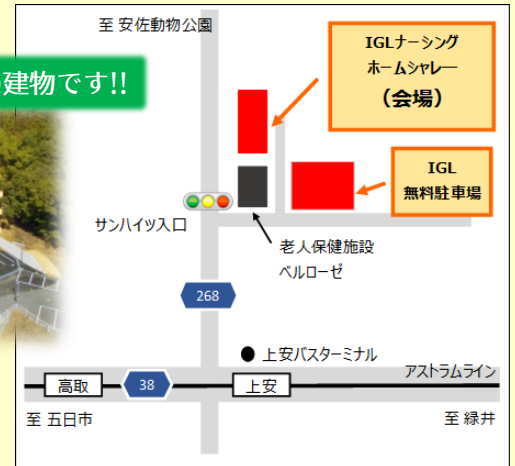 至 安佐動物公園
建物です!!
IGLナーシング
ホームシャレー
（会場）
IGL
無料駐車場
サンハイツ入口
老人保健施設
ベルローゼ
268
上安バスターミナル
アストラムライン
高取
38
上安
至 五日市
至 緑井